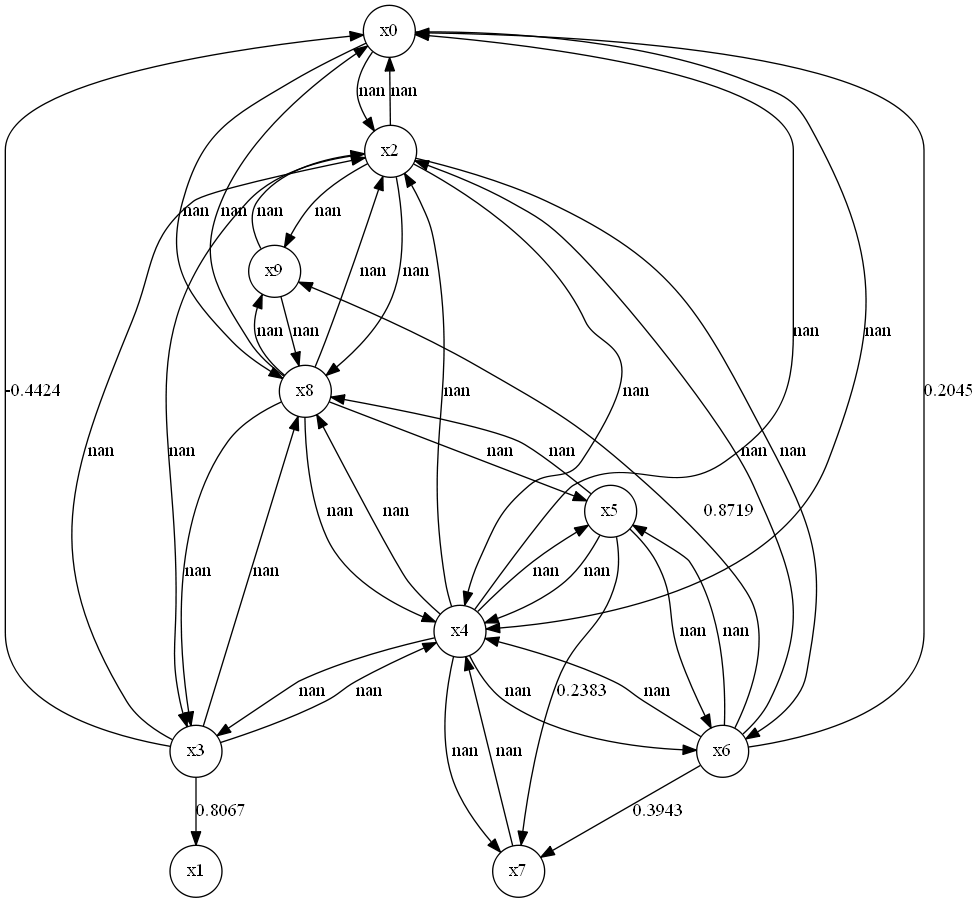 x0
nan nan
x2
nan nan nan nan
x9
nan nan
nan nan nan nan
x8
-0.4424 nan nan 0.2045
nan nan nan nan nan nan
x5
nan 0.8719
nan nan nan nan
x4
nan nan
x3
nan nan nan 0.2383 nan
x6
nan nan
0.8067 0.3943
x1
x7